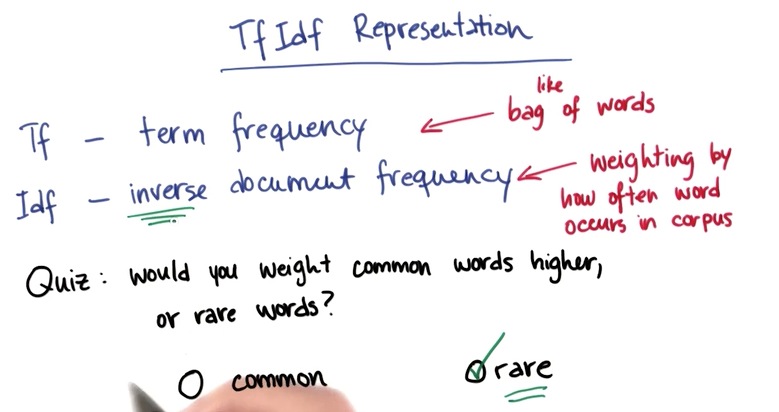 Tf Idf Representation
like
Tf – term frequency ← bag of words
Idf – inverse document frequency ← weighting by
how often word
occurs in corpus
Quiz: would you weight common words higher,
or rare words?
common rare